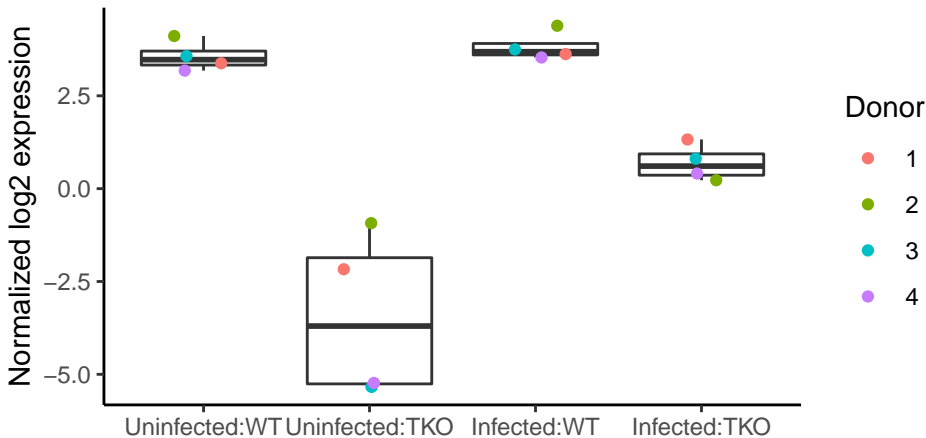 Normalized log2 expression
2.5
0.0
−2.5
−5.0
Uninfected:WT
Uninfected:TKO
Infected:WT
Infected:TKO
Donor
1
2
3
4